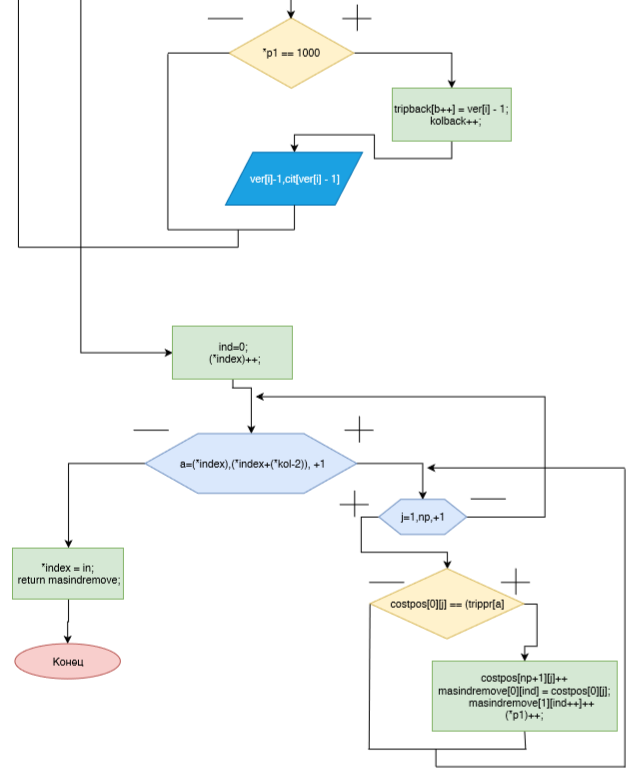 *p1 == 1000
tripback[b++] = ver[i] - 1;
kolback++;
ver[i]-1,cit[ver[i] - 1]
ind=0;
(*index)++;
a=(*index),(*index+(*kol-2)), +1
j=1,np,+1
*index = in;
return masindremove;
costpos[0][j] == (trippr[a]
Конец
costpos[np+1][j]++
masindremove[0][ind] = costpos[0][j];
masindremove[1][ind++]++
(*p1)++;